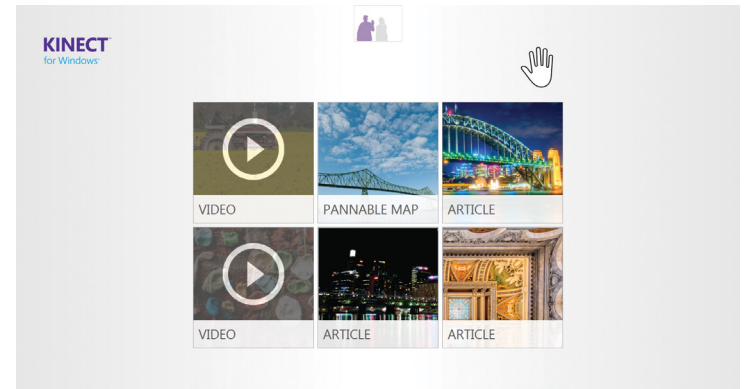 KINECT
for Windows
VIDEO
PANNABLE MAP
ARTICLE
VIDEO
ARTICLE
ARTICLE